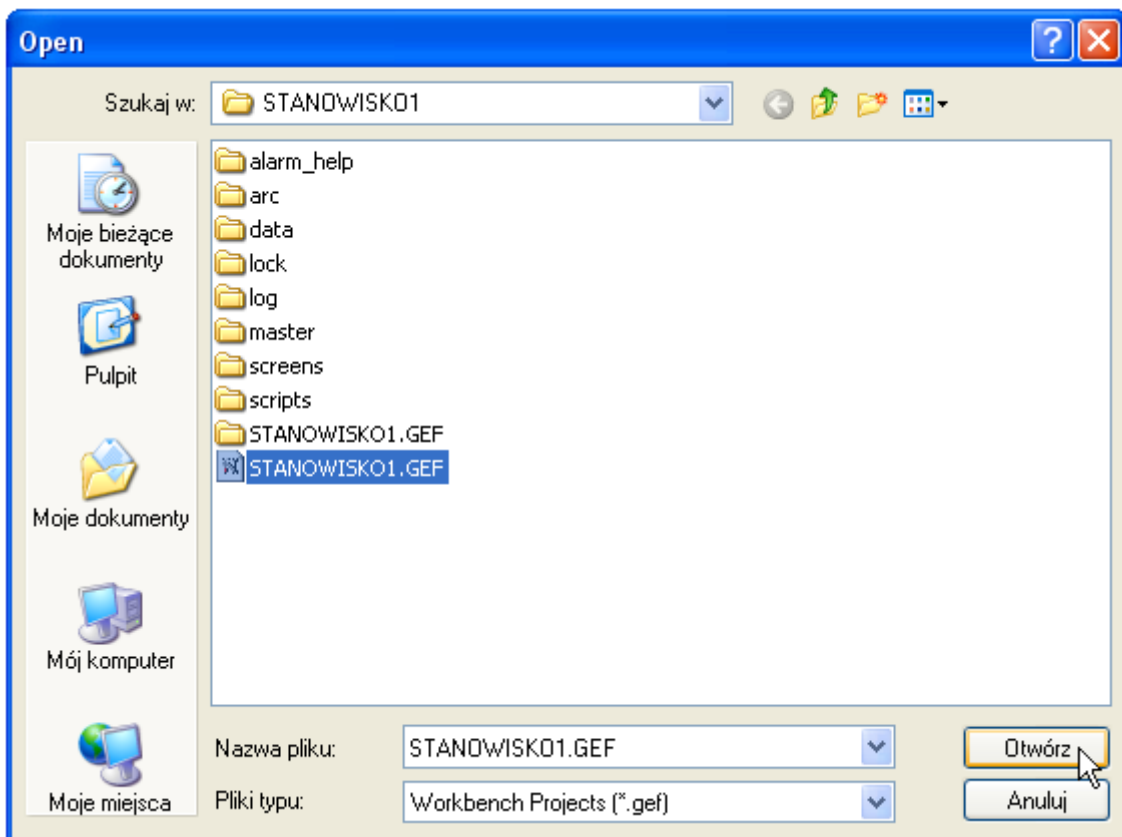 Open
Szukaj w: STANOWISKO1
Moje bieżące
dokumenty
Pulpit
Moje dokumenty
Mój komputer
Moje miejsca
alarm_help
arc
data
lock
log
master
screens
scripts
STANOWISKO1.GEF
STANOWISKO1.GEF
Nazwa pliku: STANOWISKO1.GEF Otwórz
Pliki typu: Workbench Projects (*.gef) Anuluj